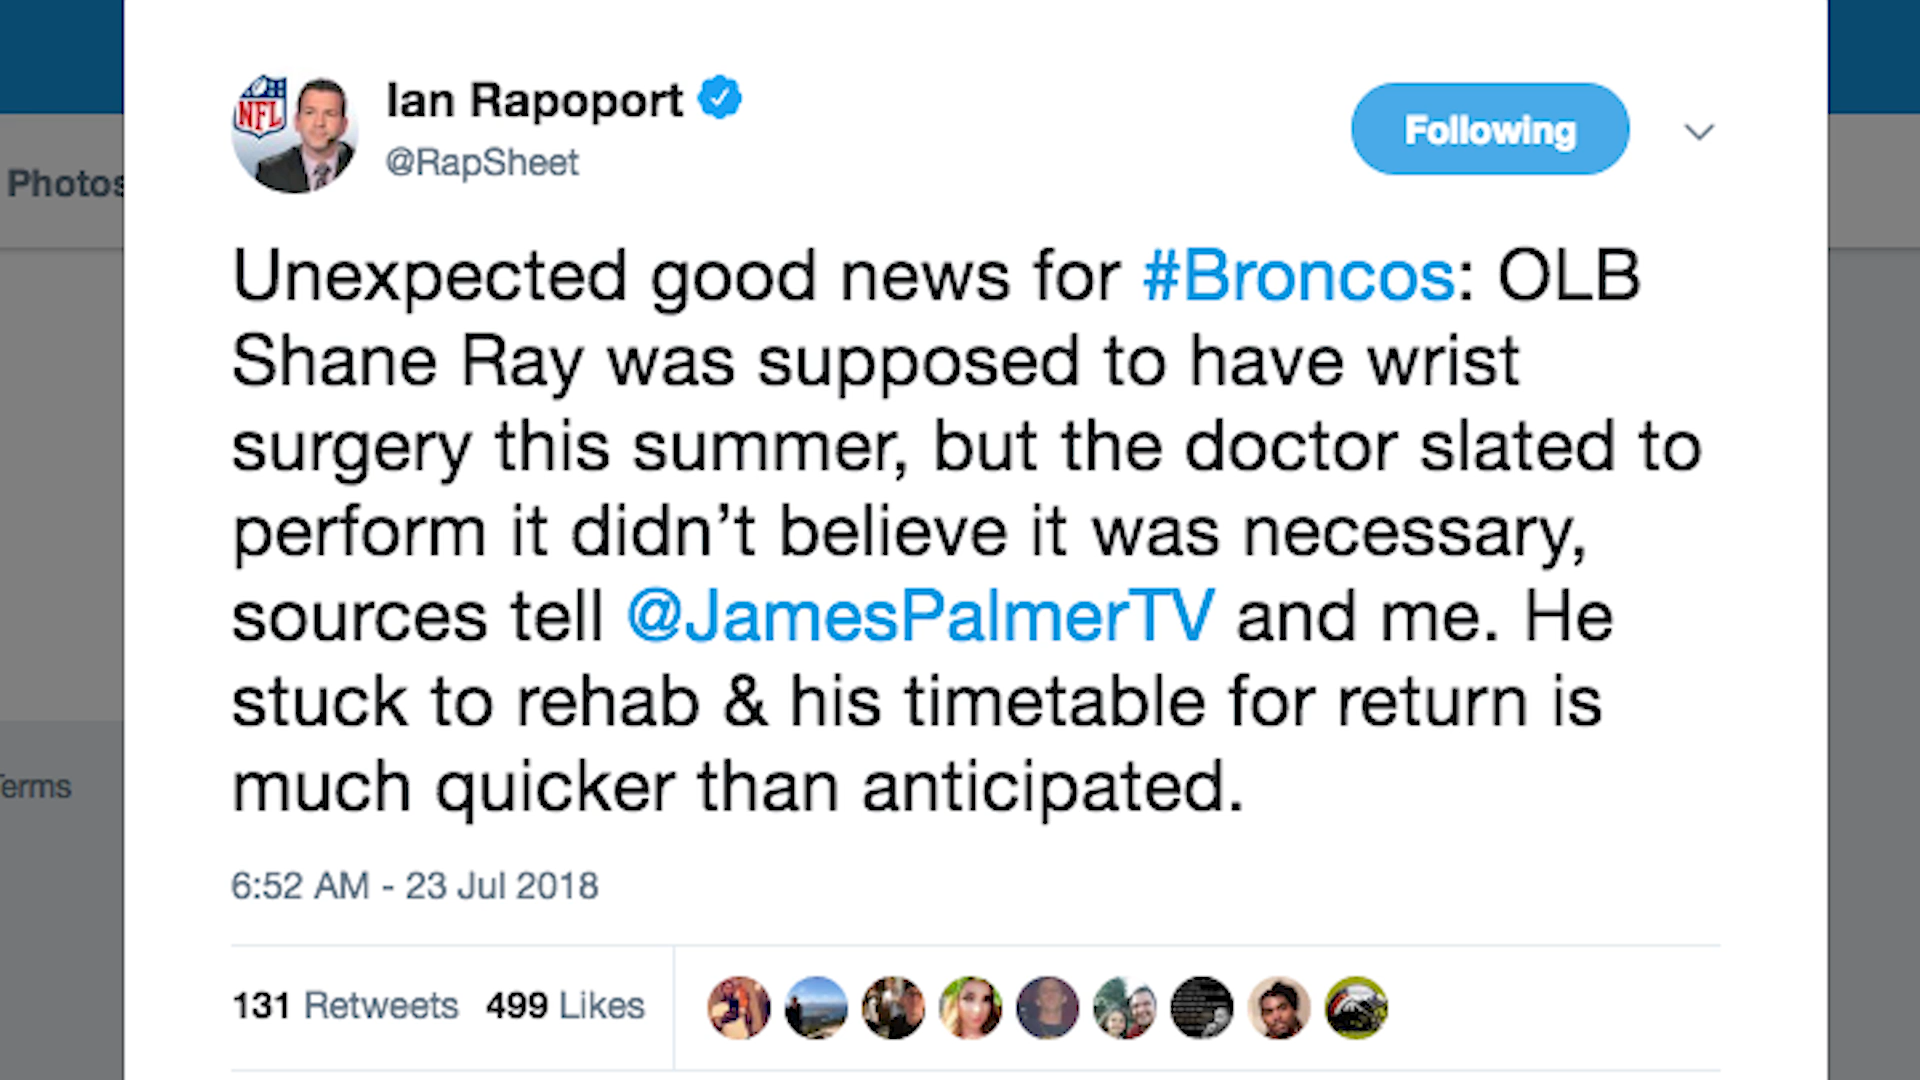 Photos
NFL
Ian Rapoport
@RapSheet
Following
Unexpected good news for #Broncos: OLB
Shane Ray was supposed to have wrist
surgery this summer, but the doctor slated to
perform it didn’t believe it was necessary,
sources tell @JamesPalmerTV and me. He
stuck to rehab & his timetable for return is
much quicker than anticipated.
erms
6:52 AM - 23 Jul 2018
131 Retweets 499 Likes